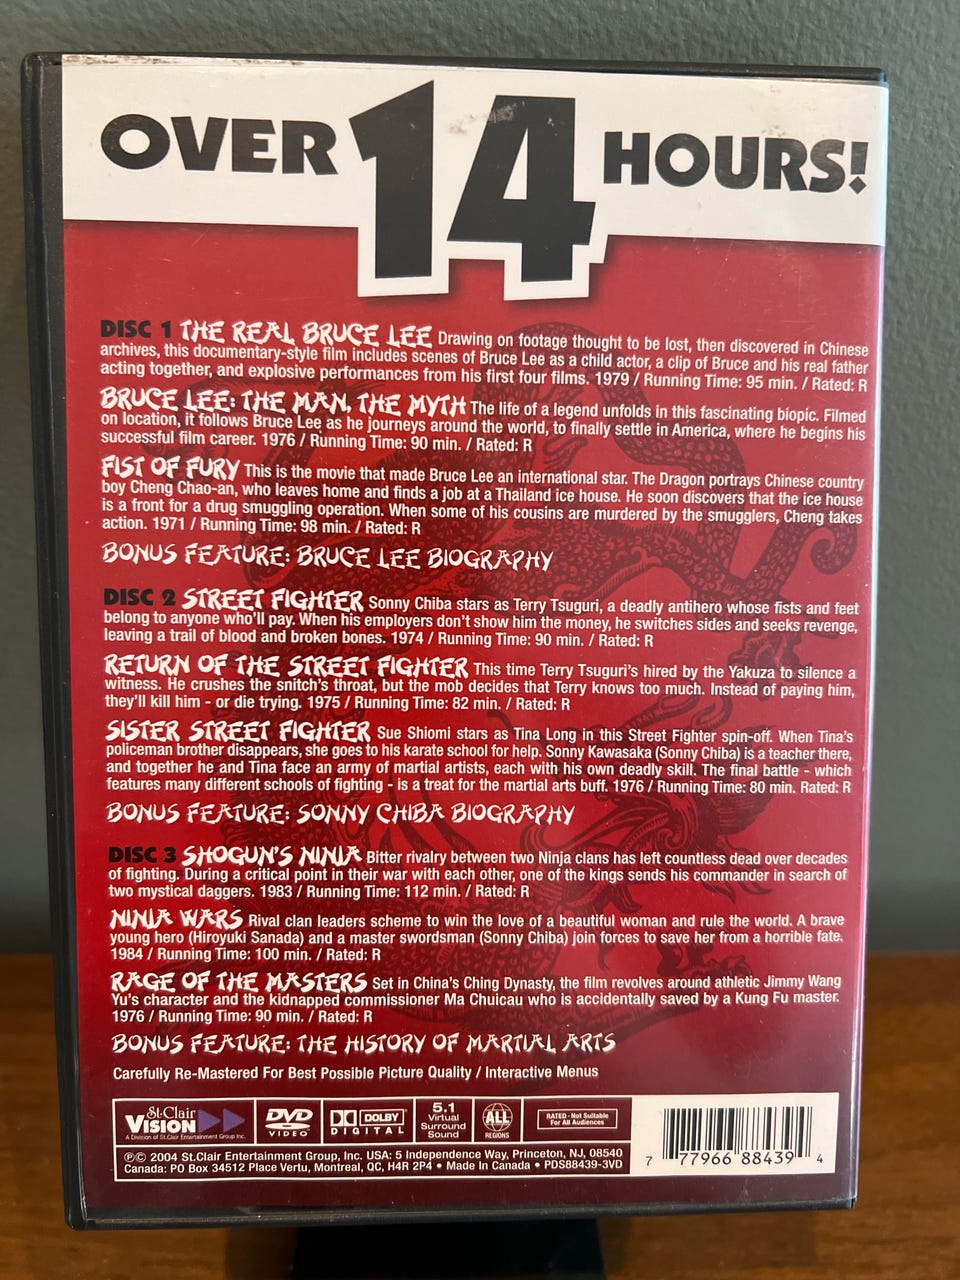 OVER 14 HOURS!
DISC 1 THE REAL BRUCE LEE Drawing on footage thought to be lost, then discovered in Chinese
archives, this documentary-style film includes scenes of Bruce Lee as a child actor, a clip of Bruce and his real father
acting together, and explosive performances from his first four films. 1979 / Running Time: 95 min. / Rated: R
BRUCE LEE: THE MAN, THE MYTH The life of a legend unfolds in this fascinating biopic. Filmed
on location, it follows Bruce Lee as he journeys around the world, to finally settle in America, where he begins his
successful film career. 1976 / Running Time: 90 min. / Rated: R
FIST OF FURY This is the movie that made Bruce Lee an international star. The Dragon portrays Chinese country
boy Cheng Chao-an, who leaves home and finds a job at a Thailand ice house. He soon discovers that the ice house
is a front for a drug smuggling operation. When some of his cousins are murdered by the smugglers, Cheng takes
action. 1971 / Running Time: 98 min. / Rated: R
BONUS FEATURE: BRUCE LEE BIOGRAPHY
DISC 2 STREET FIGHTER Sonny Chiba stars as Terry Tsuguri, a deadly antihero whose fists and feet
belong to anyone who'll pay. When his employers don't show him the money, he switches sides and seeks revenge,
leaving a trail of blood and broken bones. 1974 / Running Time: 90 min. / Rated: R
RETURN OF THE STREET FIGHTER This time Terry Tsuguri's hired by the Yakuza to silence a
witness. He crushes the snitch's throat, but the mob decides that Terry knows too much. Instead of paying him,
they'll kill him - or die trying. 1975 / Running Time: 82 min. / Rated: R
SISTER STREET FIGHTER Sue Shiomi stars as Tina Long in this Street Fighter spin-off. When Tina's
policeman brother disappears, she goes to his karate school for help. Sonny Kawasaka (Sonny Chiba) is a teacher there,
and together he and Tina face an army of martial artists, each with his own deadly skill. The final battle - which
features many different schools of fighting - is a treat for the martial arts buff. 1976 / Running Time: 80 min. Rated: R
BONUS FEATURE: SONNY CHIBA BIOGRAPHY
DISC 3 SHOGUN'S NINJA Bitter rivalry between two Ninja clans has left countless dead over decades
of fighting. During a critical point in their war with each other, one of the kings sends his commander in search of
two mystical daggers. 1983 / Running Time: 112 min. / Rated: R
NINJA WARS Rival clan leaders scheme to win the love of a beautiful woman and rule the world. A brave
young hero (Hiroyuki Sanada) and a master swordsman (Sonny Chiba) join forces to save her from a horrible fate.
1984 / Running Time: 100 min. / Rated: R
RAGE OF THE MASTERS Set in China's Ching Dynasty, the film revolves around athletic Jimmy Wang
Yu's character and the kidnapped commissioner Ma Chuicau who is accidentally saved by a Kung Fu master.
1976 / Running Time: 90 min. / Rated: R
BONUS FEATURE: THE HISTORY OF MARTIAL ARTS
Carefully Re-Mastered For Best Possible Picture Quality / Interactive Menus
St-Clair
VISION
A Division of St.Clair Entertainment Group Inc.
DVD
VIDEO
DOLBY
DIGITAL
5.1
Virtual
Surround
Sound
ALL
REGIONS
RATED - Not Suitable
For All Audiences
℗© 2004 St.Clair Entertainment Group, Inc. USA: 5 Independence Way, Princeton, NJ, 08540
Canada: PO Box 34512 Place Vertu, Montreal, QC, H4R 2P4 • Made In Canada • PDS88439-3VD
7 77966 88439 4